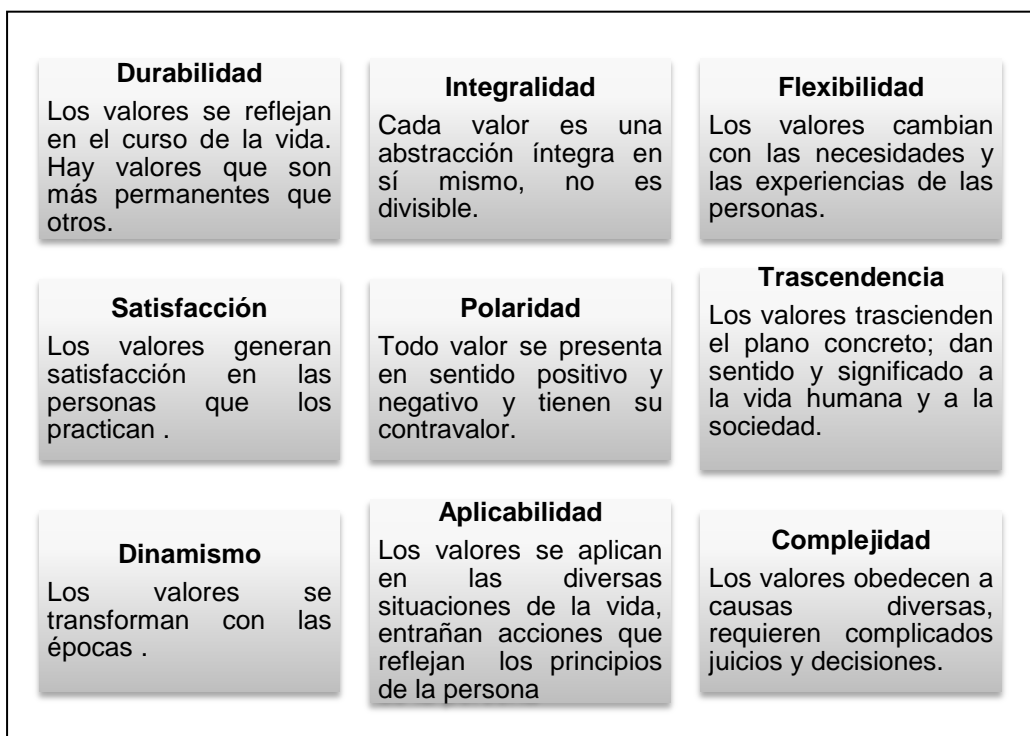 Durabilidad
Los valores se reflejan
en el curso de la vida.
Hay valores que son
más permanentes que
otros.
Integralidad
Cada valor es una
abstracción íntegra en
sí mismo, no es
divisible.
Flexibilidad
Los valores cambian
con las necesidades y
las experiencias de las
personas.
Satisfacción
Los valores generan
satisfacción en las
personas que los
practican .
Polaridad
Todo valor se presenta
en sentido positivo y
negativo y tienen su
contravalor.
Trascendencia
Los valores trascienden
el plano concreto; dan
sentido y significado a
la vida humana y a la
sociedad.
Dinamismo
Los valores se
transforman con las
épocas .
Aplicabilidad
Los valores se aplican
en las diversas
situaciones de la vida,
entrañan acciones que
reflejan los principios
de la persona
Complejidad
Los valores obedecen a
causas diversas,
requieren complicados
juicios y decisiones.